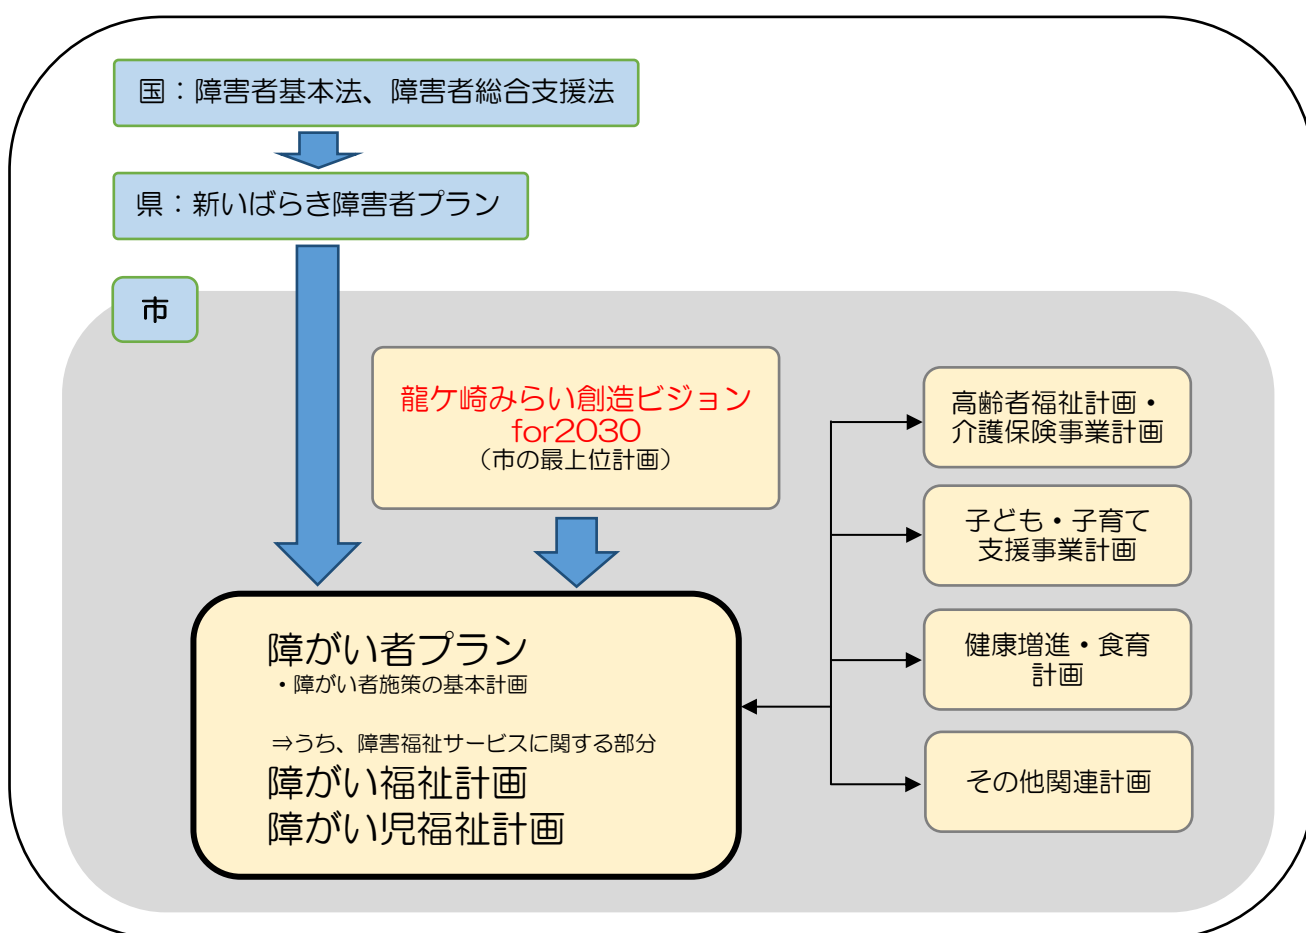 国：障害者基本法、障害者総合支援法
県：新いばらき障害者プラン
市
龍ケ崎みらい創造ビジョン
for2030
（市の最上位計画）
障がい者プラン
・障がい者施策の基本計画
⇒うち、障害福祉サービスに関する部分
障がい福祉計画
障がい児福祉計画
高齢者福祉計画・
介護保険事業計画
子ども・子育て
支援事業計画
健康増進・食育
計画
その他関連計画